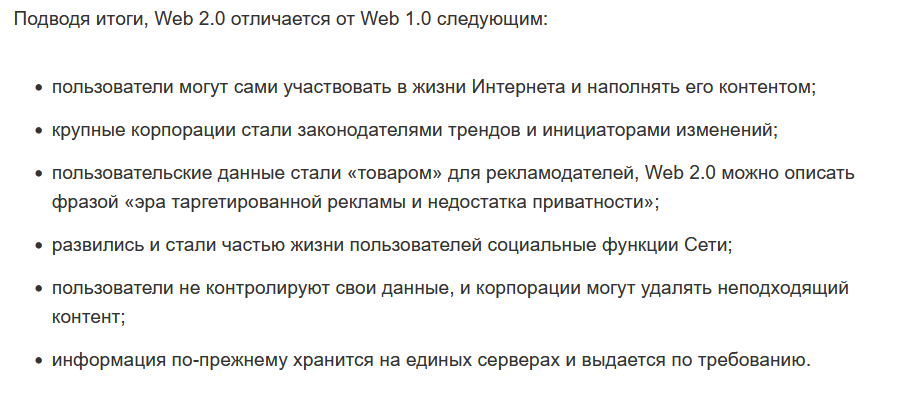 Подводя итоги, Web 2.0 отличается от Web 1.0 следующим:
• пользователи могут сами участвовать в жизни Интернета и наполнять его контентом;
• крупные корпорации стали законодателями трендов и инициаторами изменений;
• пользовательские данные стали «товаром» для рекламодателей, Web 2.0 можно описать
фразой «эра таргетированной рекламы и недостатка приватности»;
• развились и стали частью жизни пользователей социальные функции Сети;
• пользователи не контролируют свои данные, и корпорации могут удалять неподходящий
контент;
• информация по-прежнему хранится на единых серверах и выдается по требованию.